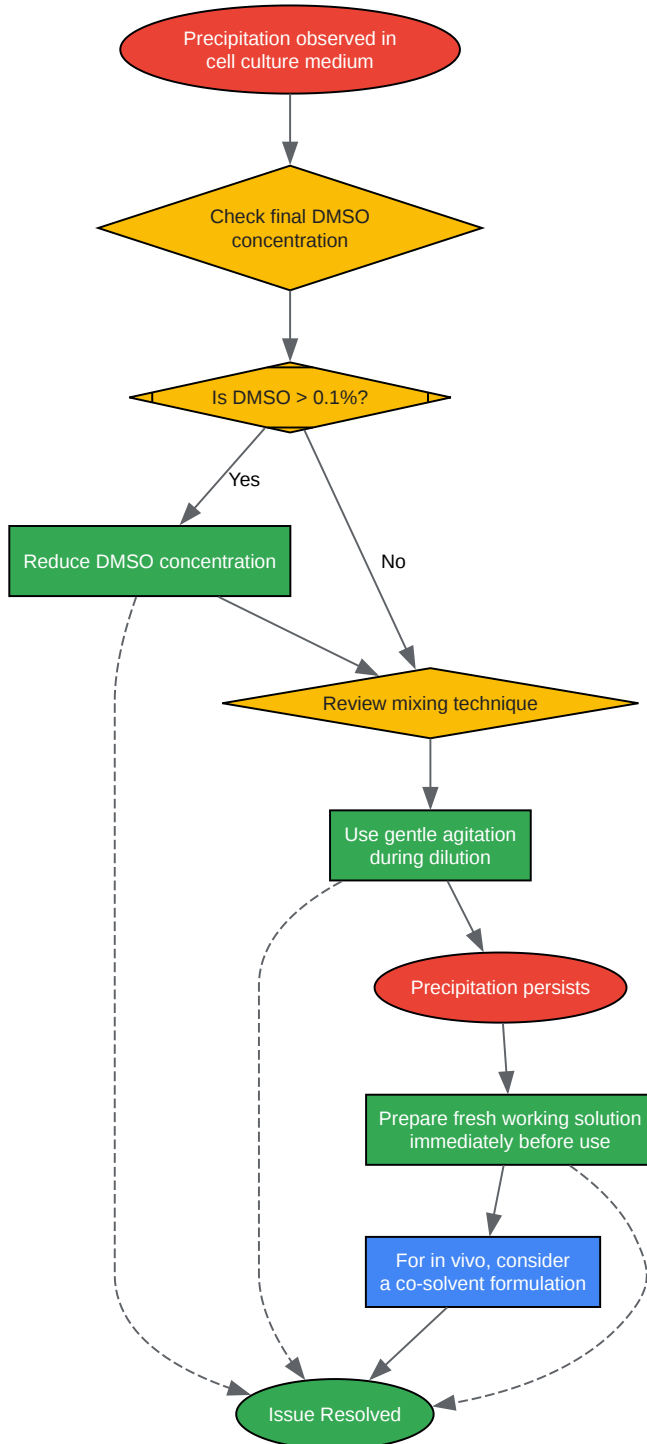 Precipitation observed in
cell culture medium
Check final DMSO
concentration
Is DMSO > 0.1%?
Yes
Reduce DMSO concentration
No
Review mixing technique
Use gentle agitation
during dilution
Precipitation persists
Prepare fresh working solution
immediately before use
For in vivo, consider
a co-solvent formulation
Issue Resolved